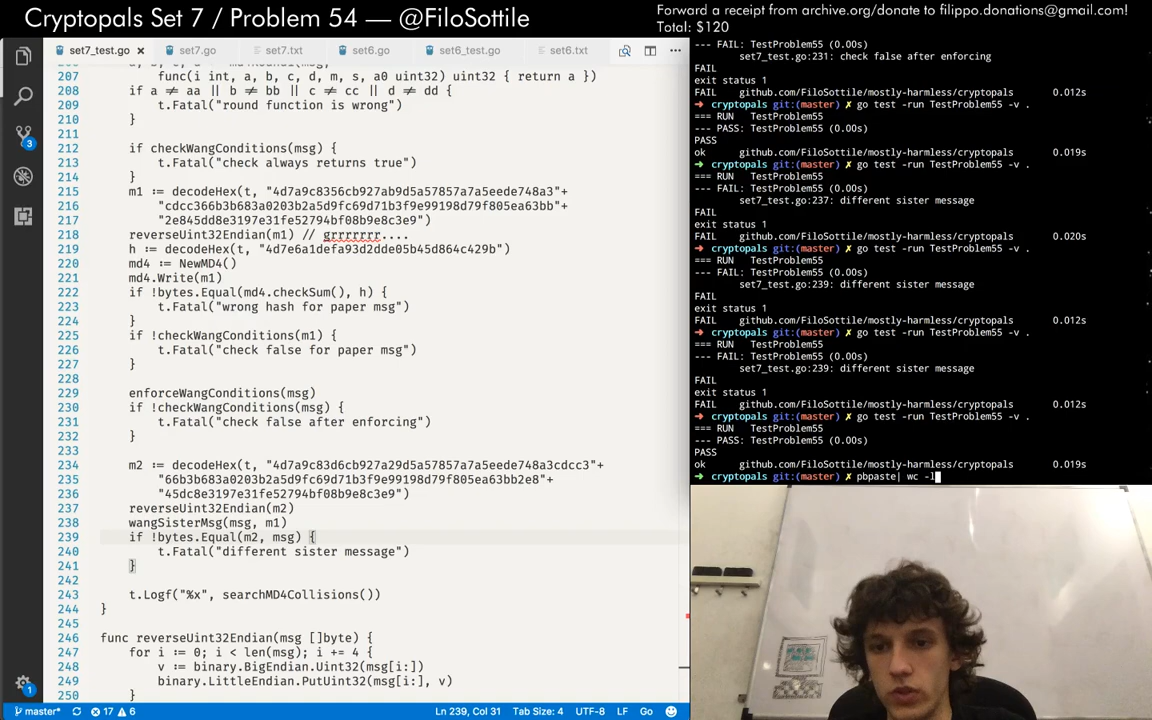 Cryptopals Set 7 / Problem 54 — @FiloSottile
Forward a receipt from archive.org/donate to filippo.donations@gmail.com!
Total: $120
set7_test.go
set7.go
set7.txt
set6.go
set6_test.go
set6.txt
207 func(i int, a, b, c, d, m, s, a0 uint32) uint32 { return a })
208 if a ≠ aa || b ≠ bb || c ≠ cc || d ≠ dd {
209 t.Fatal("round function is wrong")
210 }
211
212 if checkWangConditions(msg) {
213 t.Fatal("check always returns true")
214 }
215 m1 := decodeHex(t, "4d7a9c8356cb927ab9d5a57857a7a5eede748a3"+
216 "cdcc366b3b683a0203b2a5d9fc69d71b3f9e99198d79f805ea63bb"+
217 "2e845dd8e3197e31fe52794bf08b9e8c3e9")
218 reverseUint32Endian(m1) // grrrrrrr....
219 h := decodeHex(t, "4d7e6a1defa93d2dde05b45d864c429b")
220 md4 := NewMD4()
221 md4.Write(m1)
222 if !bytes.Equal(md4.checkSum(), h) {
223 t.Fatal("wrong hash for paper msg")
224 }
225 if !checkWangConditions(m1) {
226 t.Fatal("check false for paper msg")
227 }
228
229 enforceWangConditions(msg)
230 if !checkWangConditions(msg) {
231 t.Fatal("check false after enforcing")
232 }
233
234 m2 := decodeHex(t, "4d7a9c83d6cb927a29d5a57857a7a5eede748a3cdcc3"+
235 "66b3b683a0203b2a5d9fc69d71b3f9e99198d79f805ea63bb2e8"+
236 "45dc8e3197e31fe52794bf08b9e8c3e9")
237 reverseUint32Endian(m2)
238 wangSisterMsg(msg, m1)
239 if !bytes.Equal(m2, msg) {
240 t.Fatal("different sister message")
241 }
242
243 t.Logf("%x", searchMD4Collisions())
244 }
245
246 func reverseUint32Endian(msg []byte) {
247 for i := 0; i < len(msg); i += 4 {
248 v := binary.BigEndian.Uint32(msg[i:])
249 binary.LittleEndian.PutUint32(msg[i:], v)
250 }
--- FAIL: TestProblem55 (0.00s)
set7_test.go:231: check false after enforcing
FAIL
exit status 1
FAIL github.com/FiloSottile/mostly-harmless/cryptopals 0.012s
➜ cryptopals git:(master) ✗ go test -run TestProblem55 -v .
=== RUN TestProblem55
--- PASS: TestProblem55 (0.00s)
PASS
ok github.com/FiloSottile/mostly-harmless/cryptopals 0.019s
➜ cryptopals git:(master) ✗ go test -run TestProblem55 -v .
=== RUN TestProblem55
--- FAIL: TestProblem55 (0.00s)
set7_test.go:237: different sister message
FAIL
exit status 1
FAIL github.com/FiloSottile/mostly-harmless/cryptopals 0.020s
➜ cryptopals git:(master) ✗ go test -run TestProblem55 -v .
=== RUN TestProblem55
--- FAIL: TestProblem55 (0.00s)
set7_test.go:239: different sister message
FAIL
exit status 1
FAIL github.com/FiloSottile/mostly-harmless/cryptopals 0.012s
➜ cryptopals git:(master) ✗ go test -run TestProblem55 -v .
=== RUN TestProblem55
--- FAIL: TestProblem55 (0.00s)
set7_test.go:239: different sister message
FAIL
exit status 1
FAIL github.com/FiloSottile/mostly-harmless/cryptopals 0.012s
➜ cryptopals git:(master) ✗ go test -run TestProblem55 -v .
=== RUN TestProblem55
--- PASS: TestProblem55 (0.00s)
PASS
ok github.com/FiloSottile/mostly-harmless/cryptopals 0.019s
➜ cryptopals git:(master) ✗ pbpaste| wc -l
3
1
master*
17
6
Ln 239, Col 31
Tab Size: 4
UTF-8
LF
Go